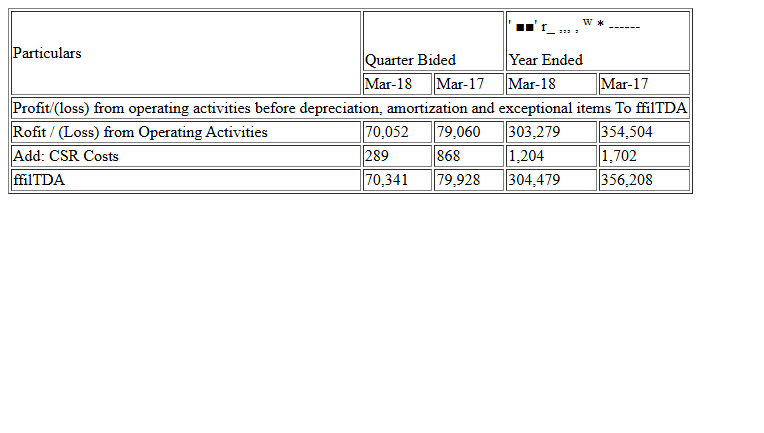 Particulars
' ■■' r_ ,,, , w * ------
Quarter Bided
Year Ended
Mar-18 Mar-17 Mar-18 Mar-17
Profit/(loss) from operating activities before depreciation, amortization and exceptional items To ffilTDA
Rofit / (Loss) from Operating Activities 70,052 79,060 303,279 354,504
Add: CSR Costs 289 868 1,204 1,702
ffilTDA 70,341 79,928 304,479 356,208